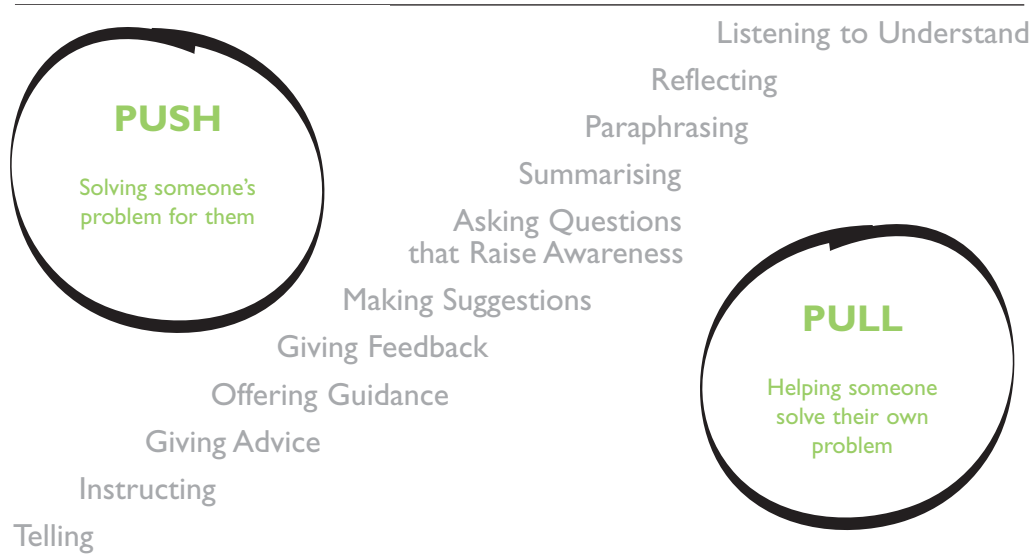 Listening to Understand
Reflecting
Paraphrasing
Summarising
Asking Questions
that Raise Awareness
Making Suggestions
Giving Feedback
Offering Guidance
Giving Advice
Instructing
Telling
PUSH
Solving someone’s
problem for them
PULL
Helping someone
solve their own
problem